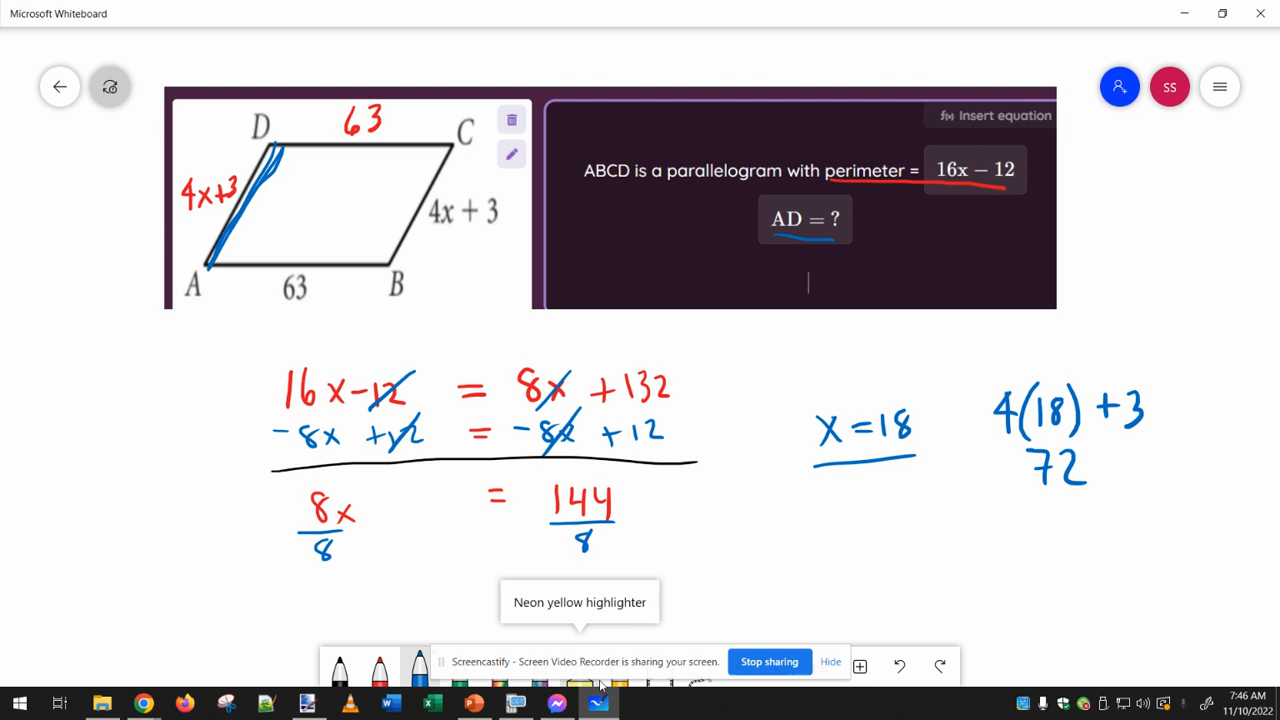 Microsoft Whiteboard
SS
D 63 C
4x+3
4x + 3
A 63 B
f(x) Insert equation
ABCD is a parallelogram with perimeter = 16x − 12
AD = ?
16x-12 = 8x +132
-8x +12 = -8x +12
8x = 144
8 8
x = 18
4(18) +3
72
Neon yellow highlighter
Screencastify - Screen Video Recorder is sharing your screen. Stop sharing Hide
7:46 AM
11/10/2022